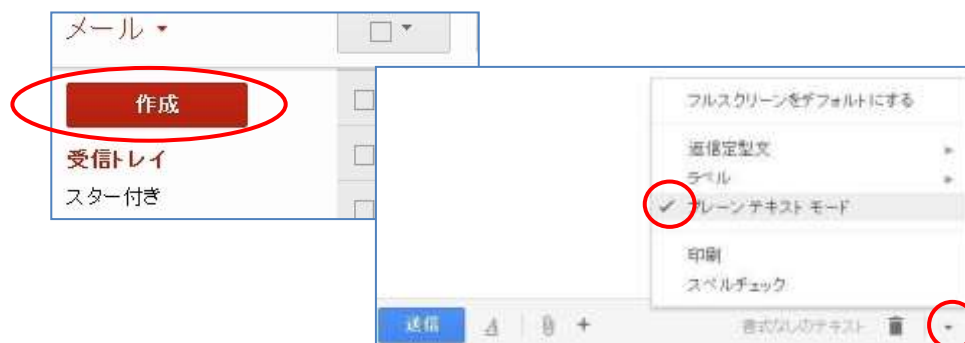 メール
作成
受信トレイ
スター付き
フルスクリーンをデフォルトにする
返信定型文
ラベル
プレーン テキスト モード
印刷
スペルチェック
送信
A
書式なしのテキスト